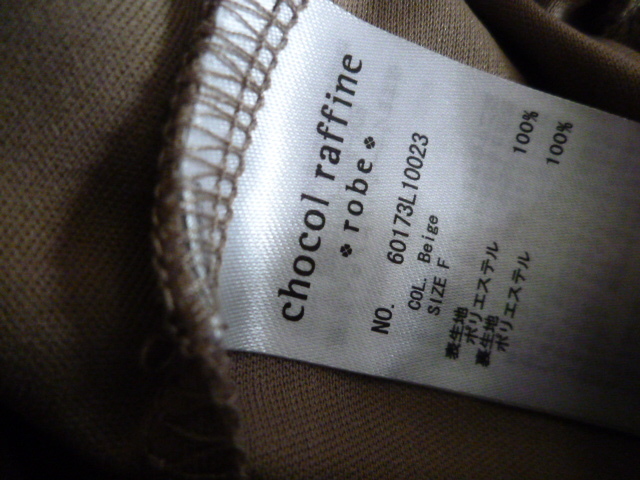 chocol raffine
robe
NO. 60173L10023
COL. Beige
SIZE F
表生地
ポリエステル 100%
裏生地
ポリエステル 100%